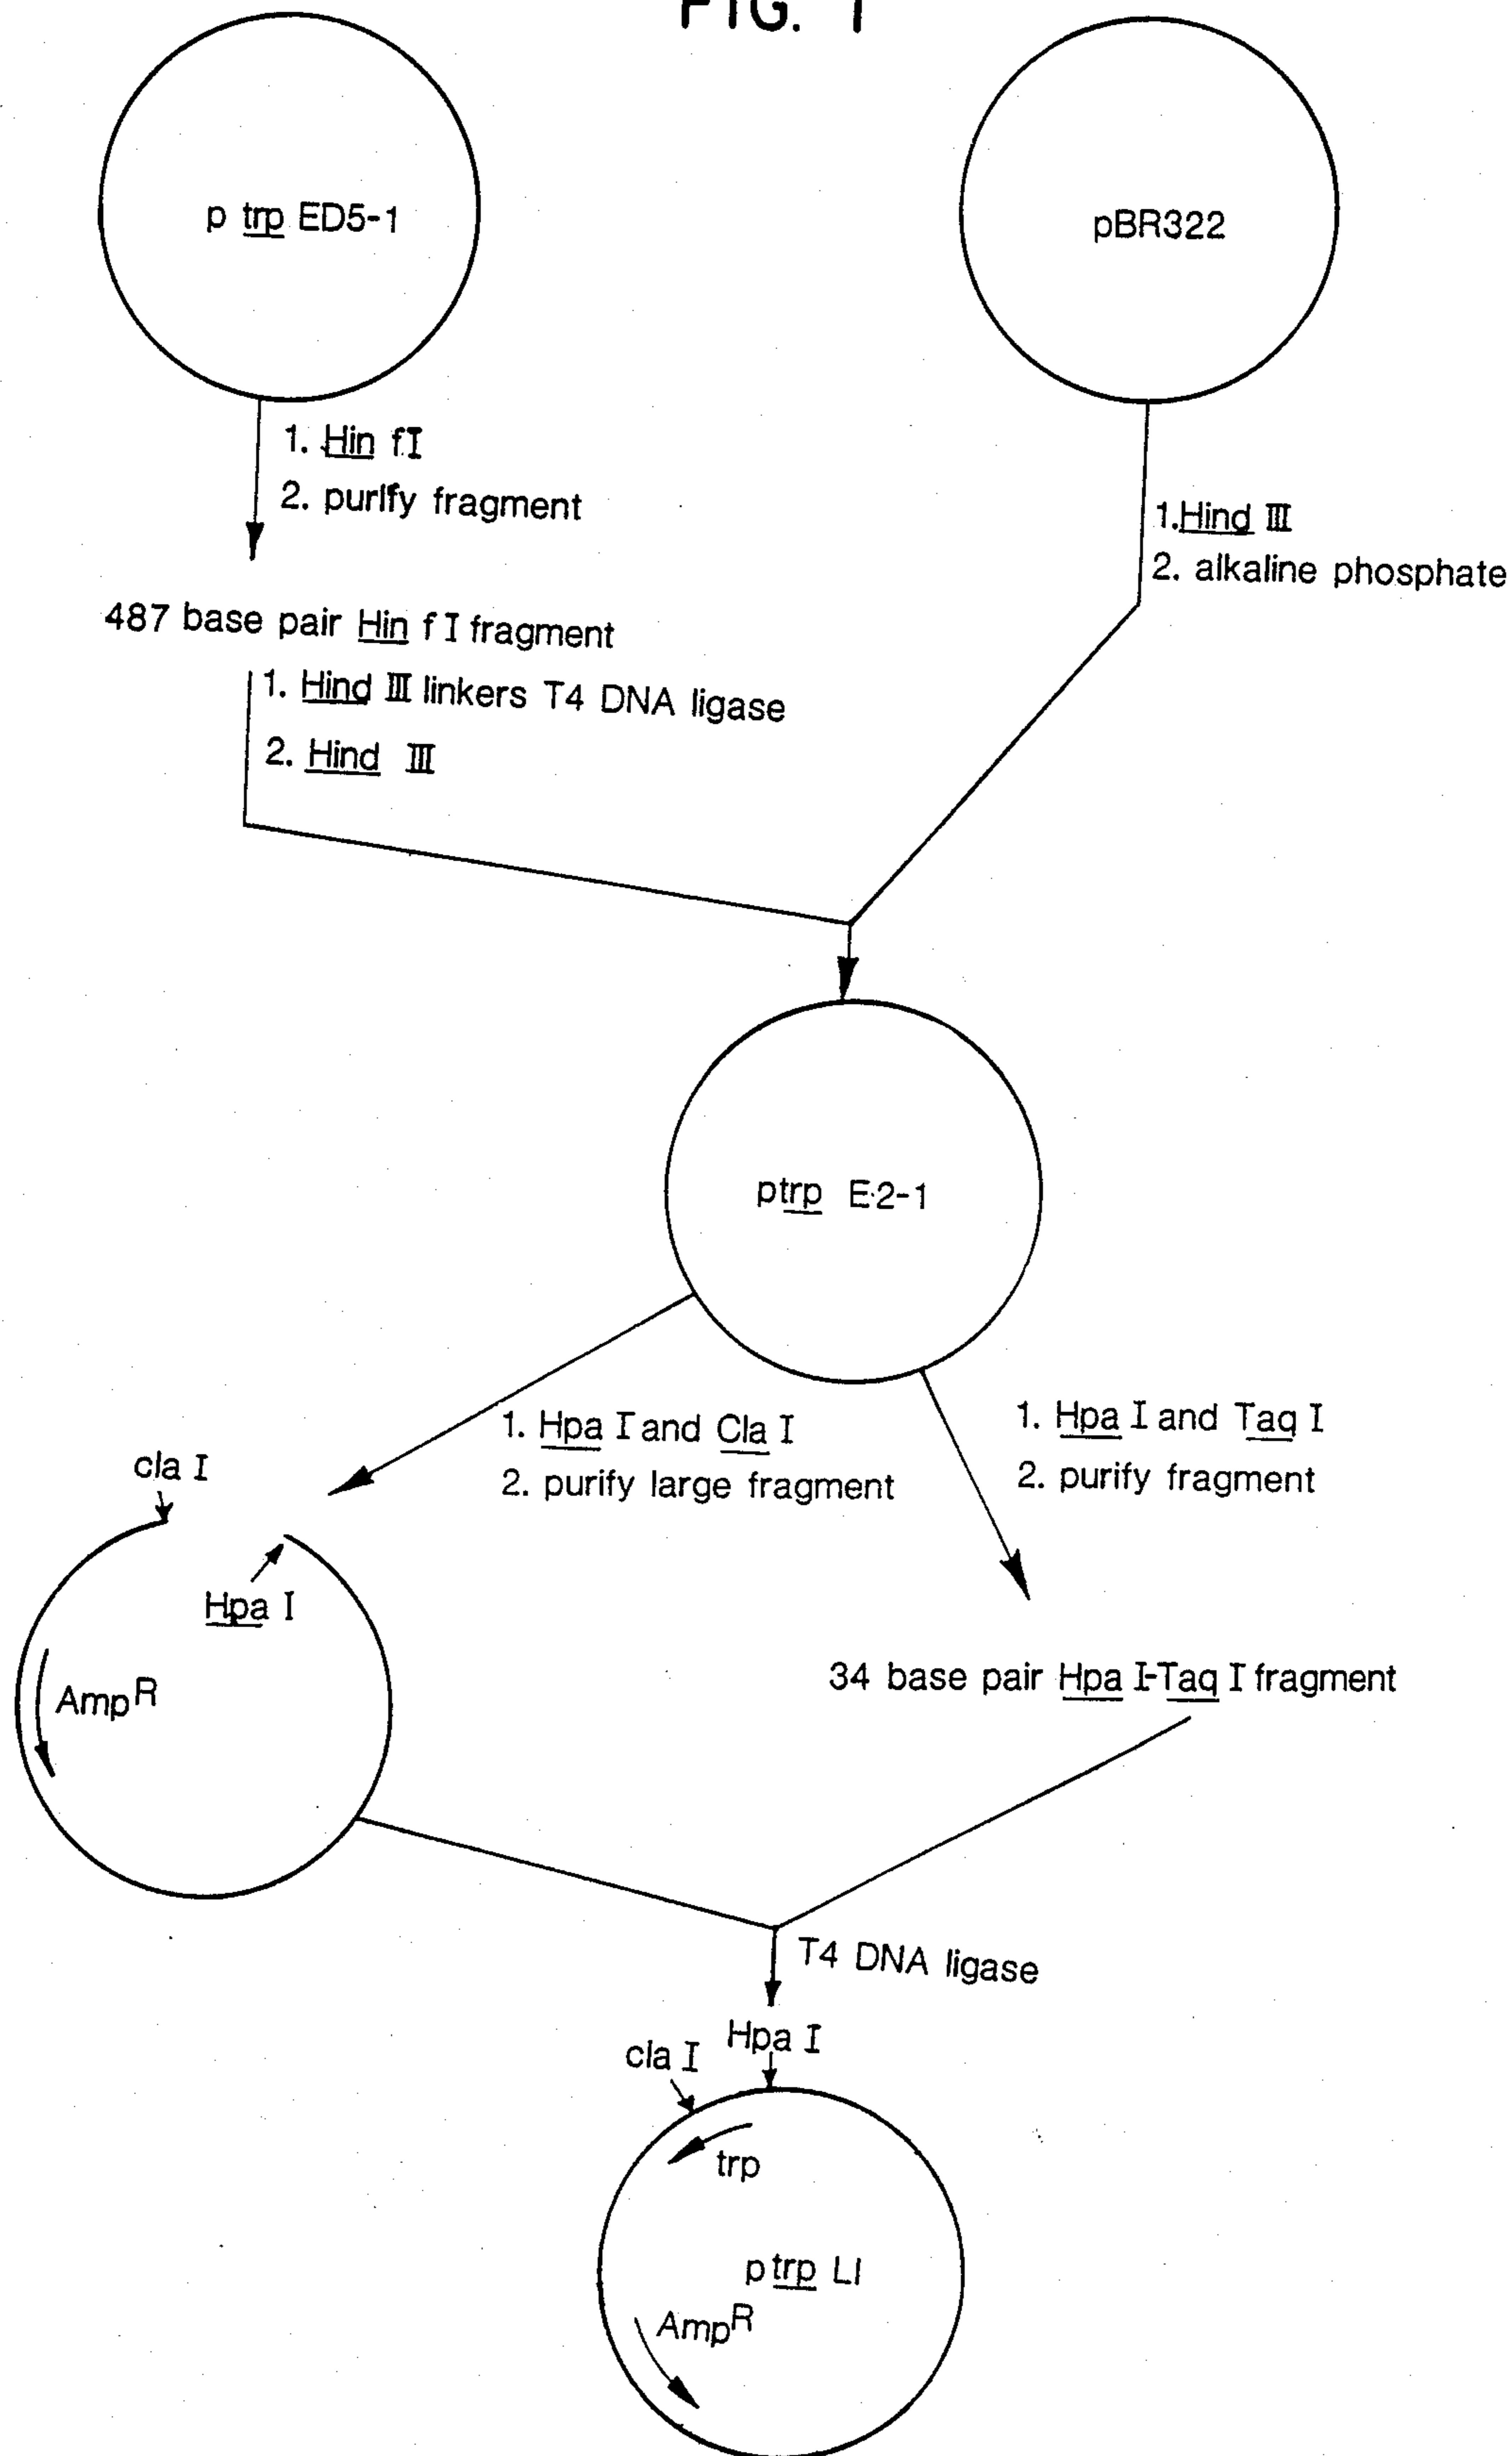 FIG. 1
p trp ED5-1
pBR322
1. Hin fI
2. purify fragment
1. Hind III
2. alkaline phosphate
487 base pair Hin f I fragment
1. Hind III linkers T4 DNA ligase
2. Hind III
ptrp E2-1
1. Hpa I and Cla I
2. purify large fragment
1. Hpa I and Taq I
2. purify fragment
cla I
Hpa I
Amp R
34 base pair Hpa I-Taq I fragment
T4 DNA ligase
cla I
Hpa I
trp
p trp LI
Amp R